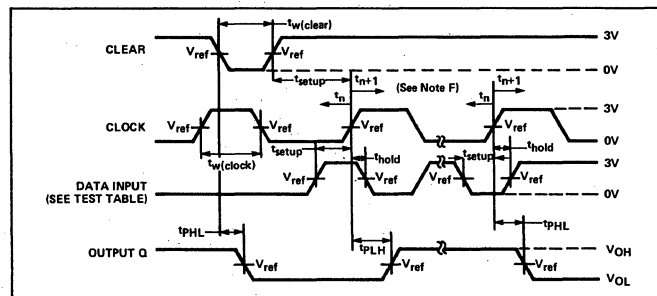 tw(clear)
CLEAR
Vref
Vref
3V
0V
tsetup
tn
tn+1
(See Note F)
tn
tn+1
CLOCK
Vref
Vref
Vref
Vref
3V
0V
tw(clock)
tsetup
thold
tsetup
thold
DATA INPUT
(SEE TEST TABLE)
Vref
Vref
Vref
Vref
3V
0V
tPHL
tPLH
tPHL
OUTPUT Q
Vref
Vref
Vref
VOH
VOL